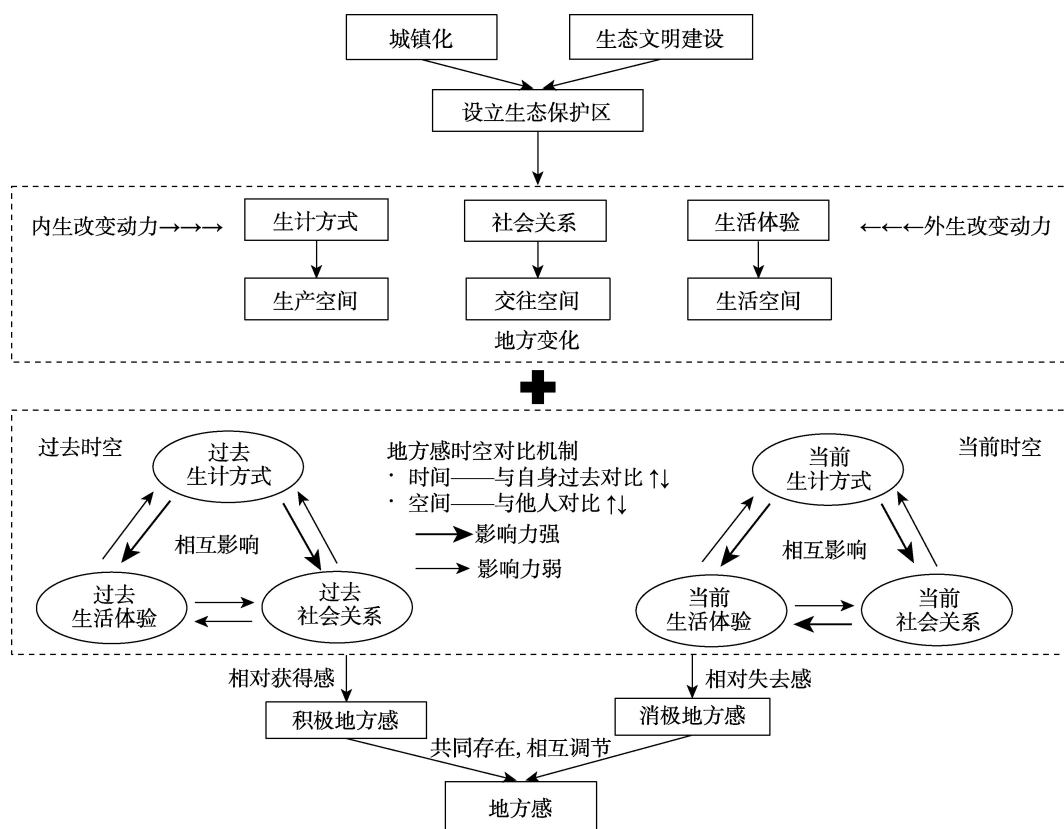 城镇化
生态文明建设
设立生态保护区
内生改变动力→→→
生计方式
社会关系
生活体验
←←←外生改变动力
生产空间
交往空间
生活空间
地方变化
过去时空
过去
生计方式
相互影响
过去
生活体验
过去
社会关系
地方感时空对比机制
· 时间——与自身过去对比↑↓
· 空间——与他人对比↑↓
影响力强
影响力弱
当前时空
当前
生计方式
相互影响
当前
生活体验
当前
社会关系
相对获得感
相对失去感
积极地方感
消极地方感
共同存在, 相互调节
地方感